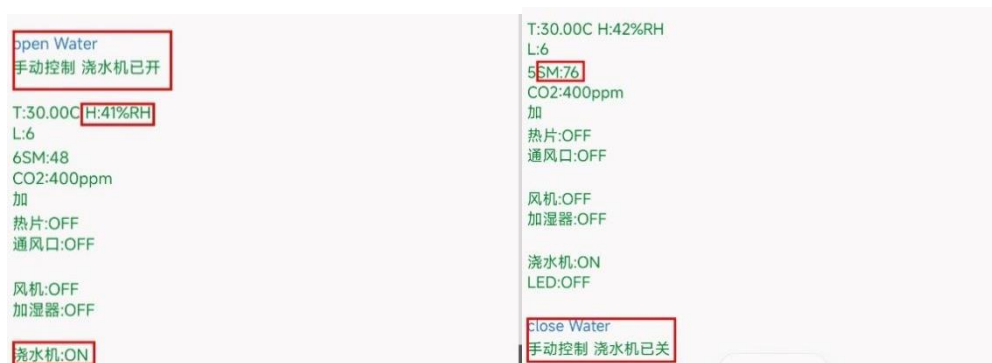 open Water
手动控制 浇水机已开
T:30.00C H:41%RH
L:6
6SM:48
CO2:400ppm
加
热片:OFF
通风口:OFF
风机:OFF
加湿器:OFF
浇水机:ON
T:30.00C H:42%RH
L:6
5SM:76
CO2:400ppm
加
热片:OFF
通风口:OFF
风机:OFF
加湿器:OFF
浇水机:ON
LED:OFF
close Water
手动控制 浇水机已关